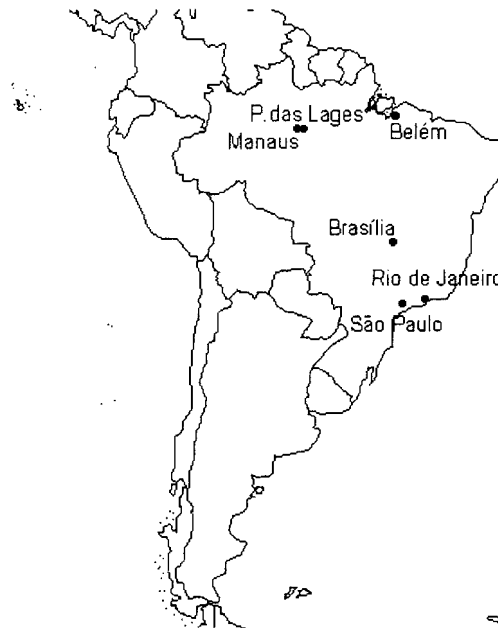 P. das Lages
Manaus
Belém
Brasília
Rio de Janeiro
São Paulo